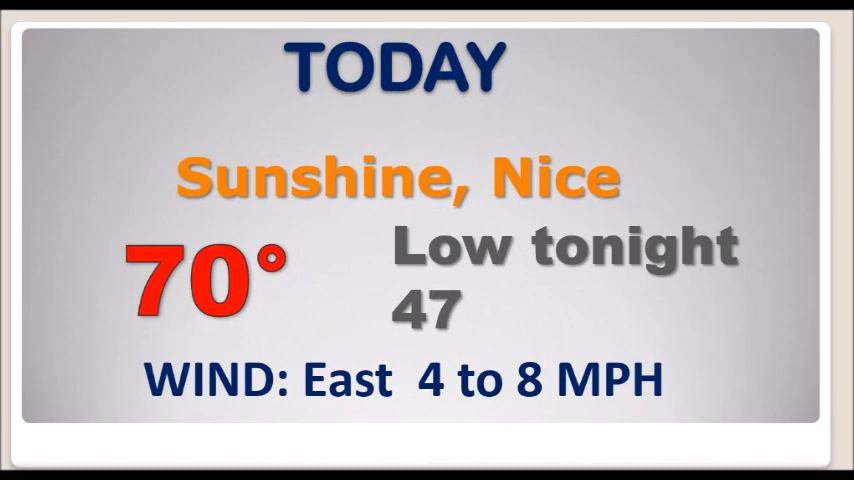 TODAY
Sunshine, Nice
70°
Low tonight
47
WIND: East  4 to 8 MPH